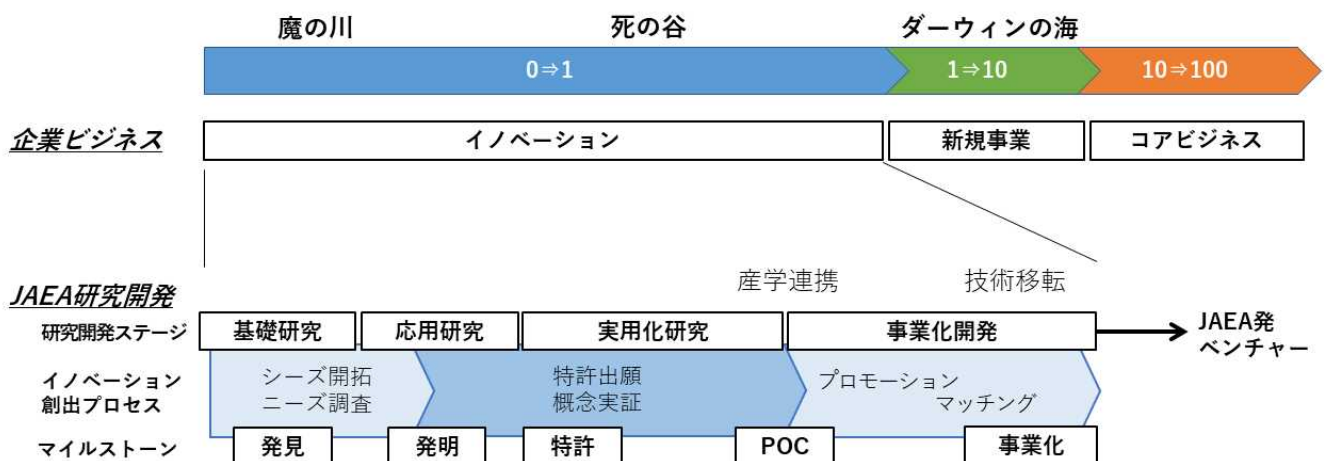 魔の川 死の谷 ダーウィンの海
0⇒1 1⇒10 10⇒100
企業ビジネス イノベーション 新規事業 コアビジネス
産学連携 技術移転
JAEA研究開発
研究開発ステージ 基礎研究 応用研究 実用化研究 事業化開発
JAEA発
ベンチャー
イノベーション
創出プロセス
シーズ開拓
ニーズ調査
特許出願
概念実証
プロモーション
マッチング
マイルストーン 発見 発明 特許 POC 事業化